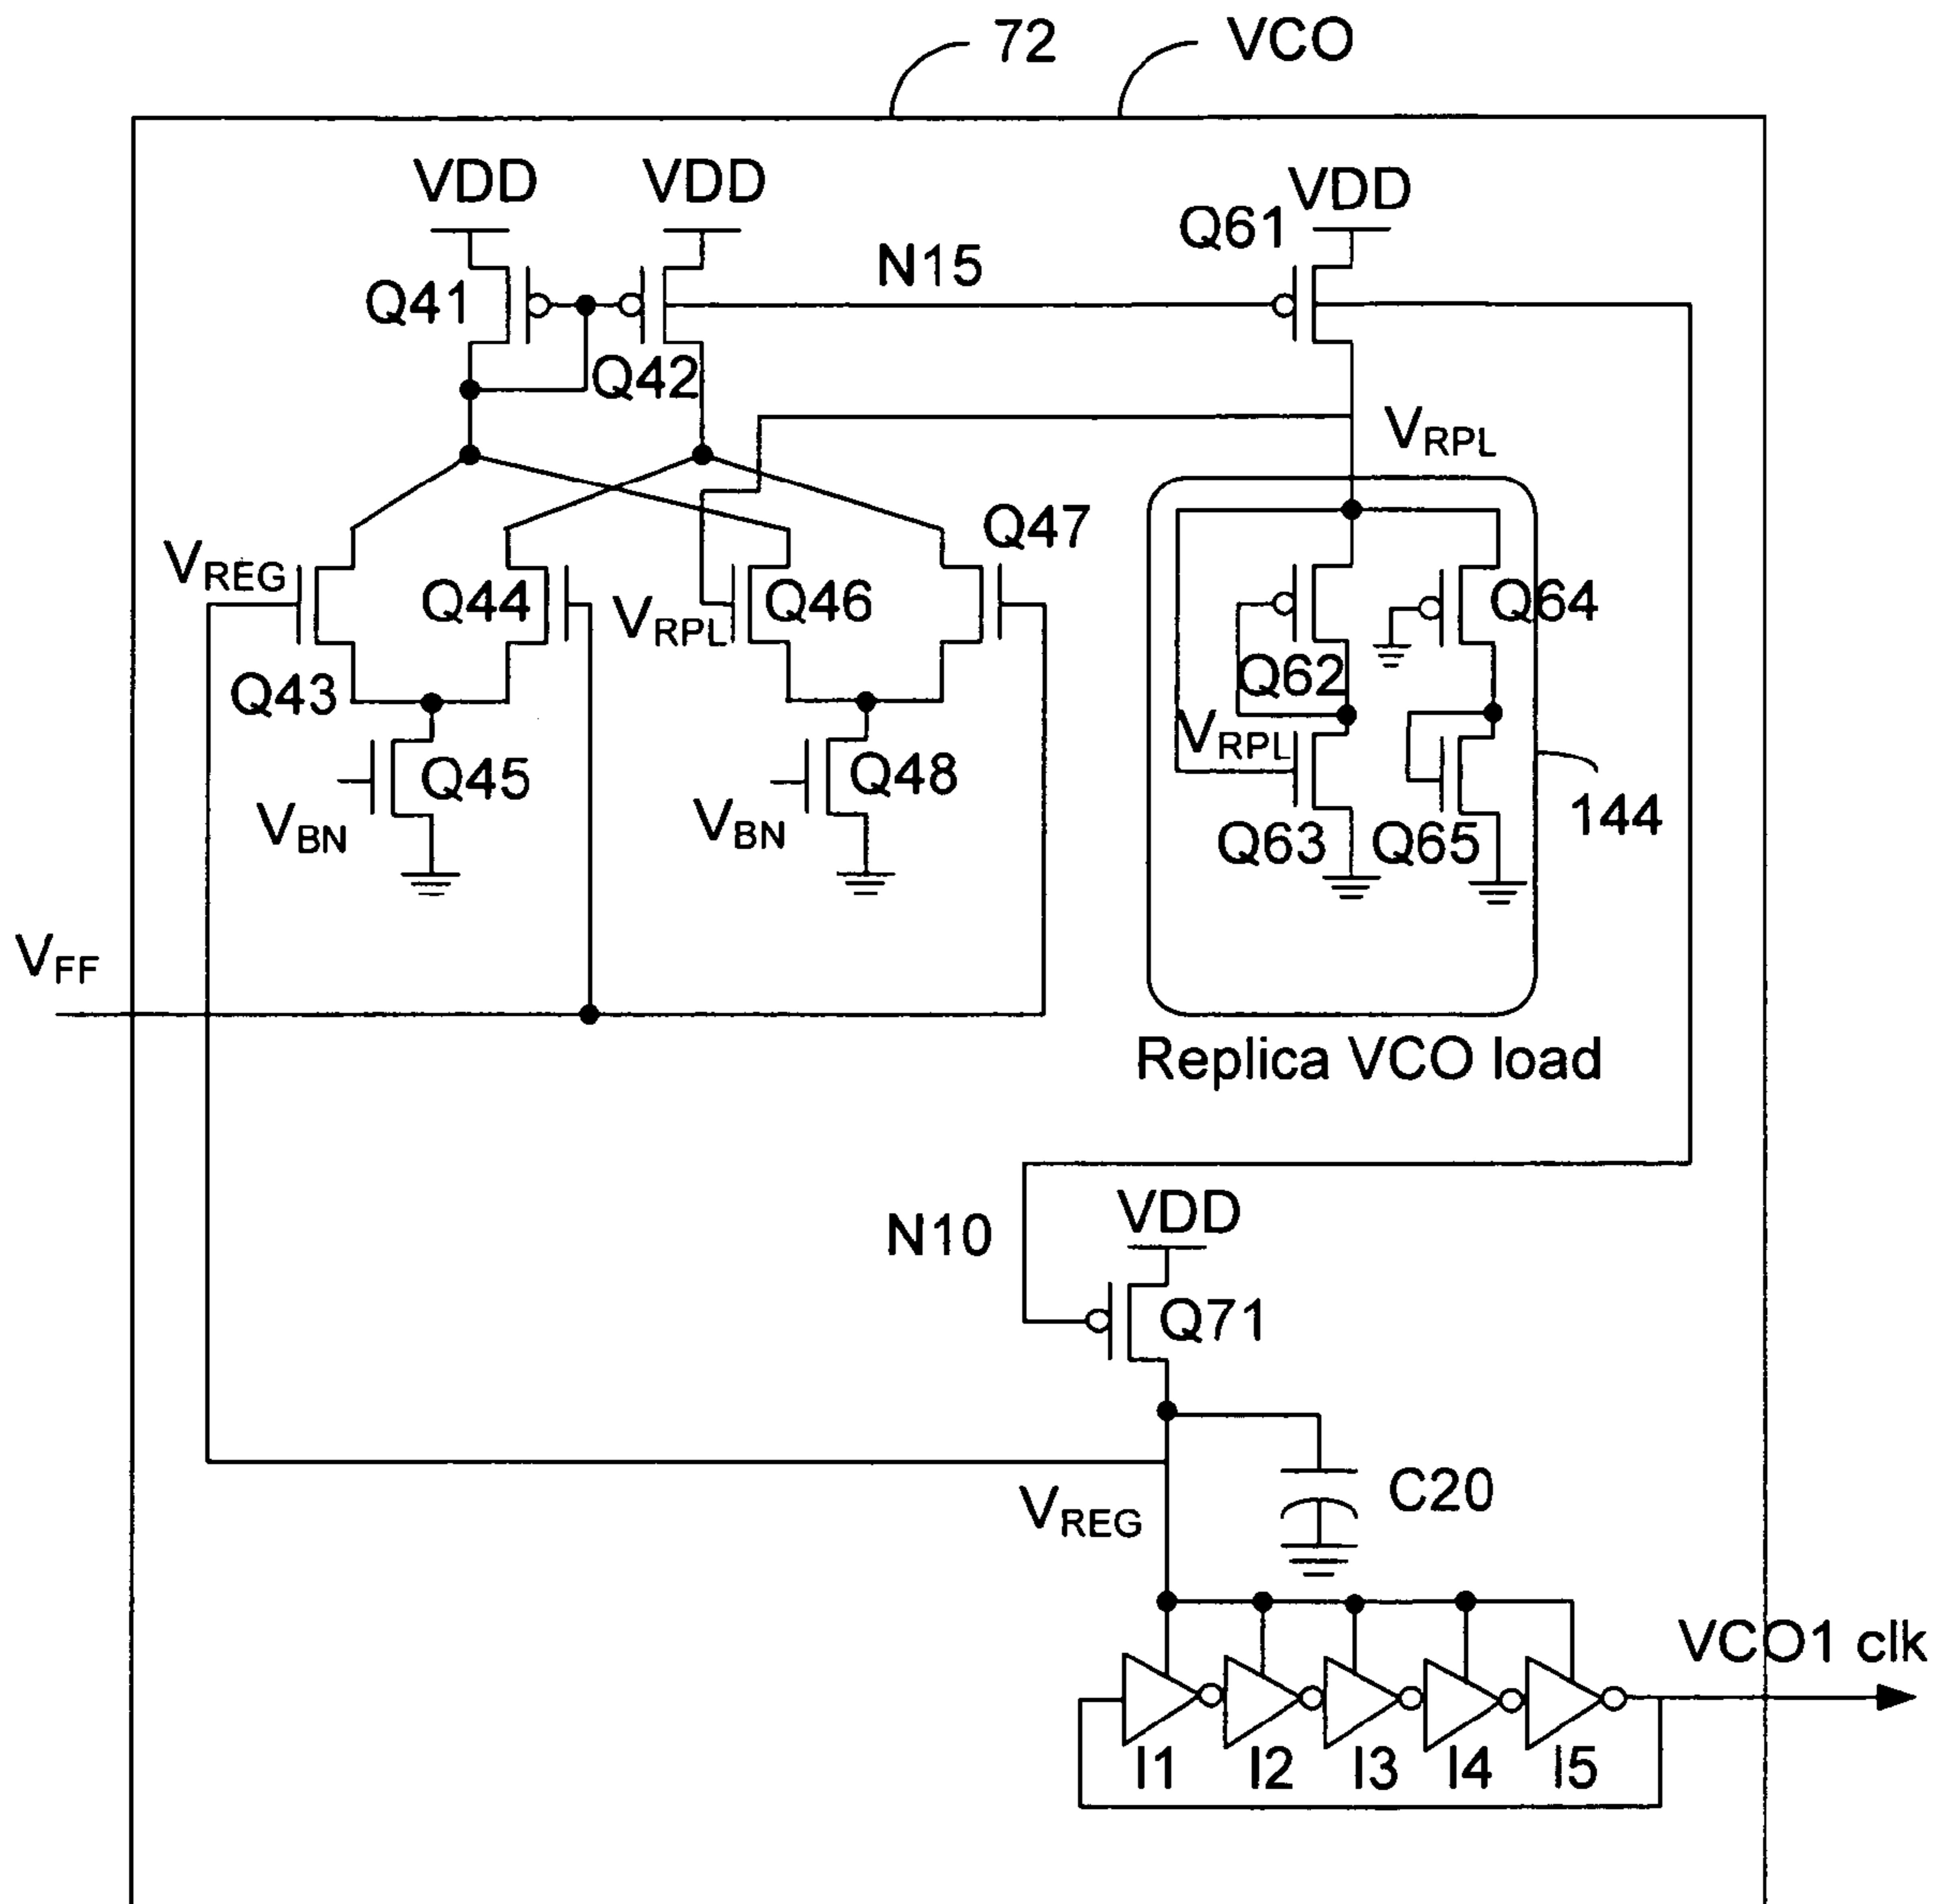 72
VCO
VDD
VDD
VDD
Q61
N15
Q41
Q42
VRPL
Q47
VREG
Q44
VRPL
Q46
Q64
Q43
Q62
VRPL
Q45
Q48
VBN
VBN
Q63
Q65
144
VFF
Replica VCO load
VDD
N10
Q71
C20
VREG
VCO1 clk
I1
I2
I3
I4
I5